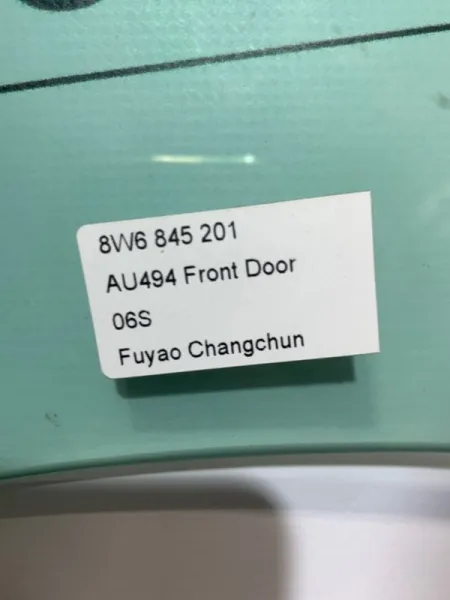 8W6 845 201
AU494 Front Door
06S
Fuyao Changchun